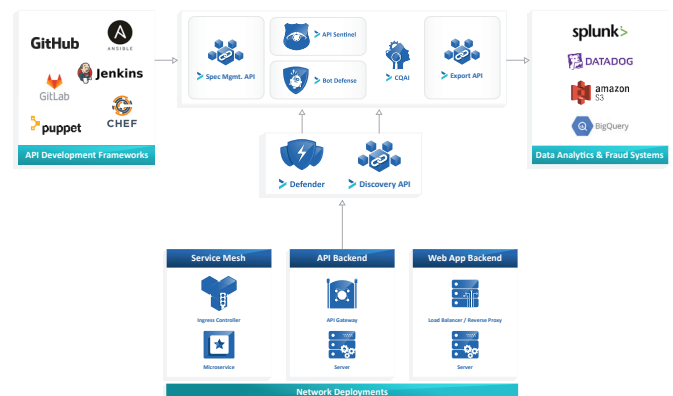 GitHub
ANSIBLE
GitLab
Jenkins
puppet
CHEF
API Development Frameworks
Spec Mgmt. API
API Sentinel
Bot Defense
CQAI
Export API
splunk>
DATADOG
amazon
S3
BigQuery
Data Analytics & Fraud Systems
Defender
Discovery API
Service Mesh
Ingress Controller
Microservice
API Backend
API Gateway
Server
Web App Backend
Load Balancer / Reverse Proxy
Server
Network Deployments